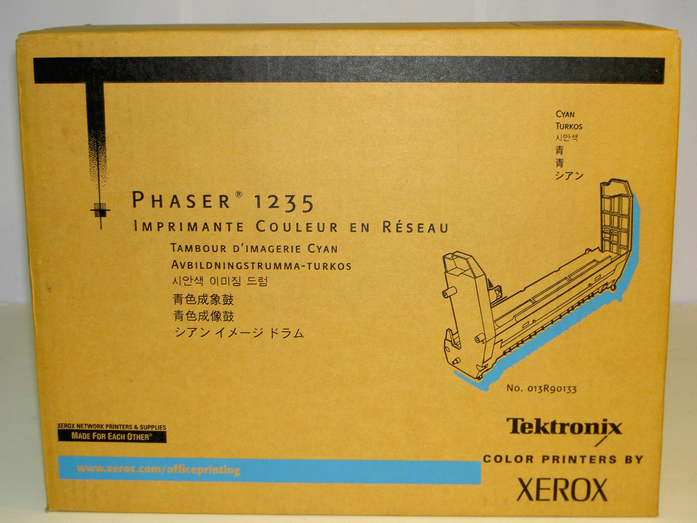 CYAN
TURKOS
시안색
青
青
シアン
PHASER® 1235
IMPRIMANTE COULEUR EN RÉSEAU
TAMBOUR D'IMAGERIE CYAN
AVBILDNINGSTRUMMA-TURKOS
시안색 이미징 드럼
青色成象鼓
青色成像鼓
シアン イメージ ドラム
No. 013R90133
XEROX NETWORK PRINTERS & SUPPLIES
MADE FOR EACH OTHER®
www.xerox.com/officeprinting
Tektronix
COLOR PRINTERS BY
XEROX